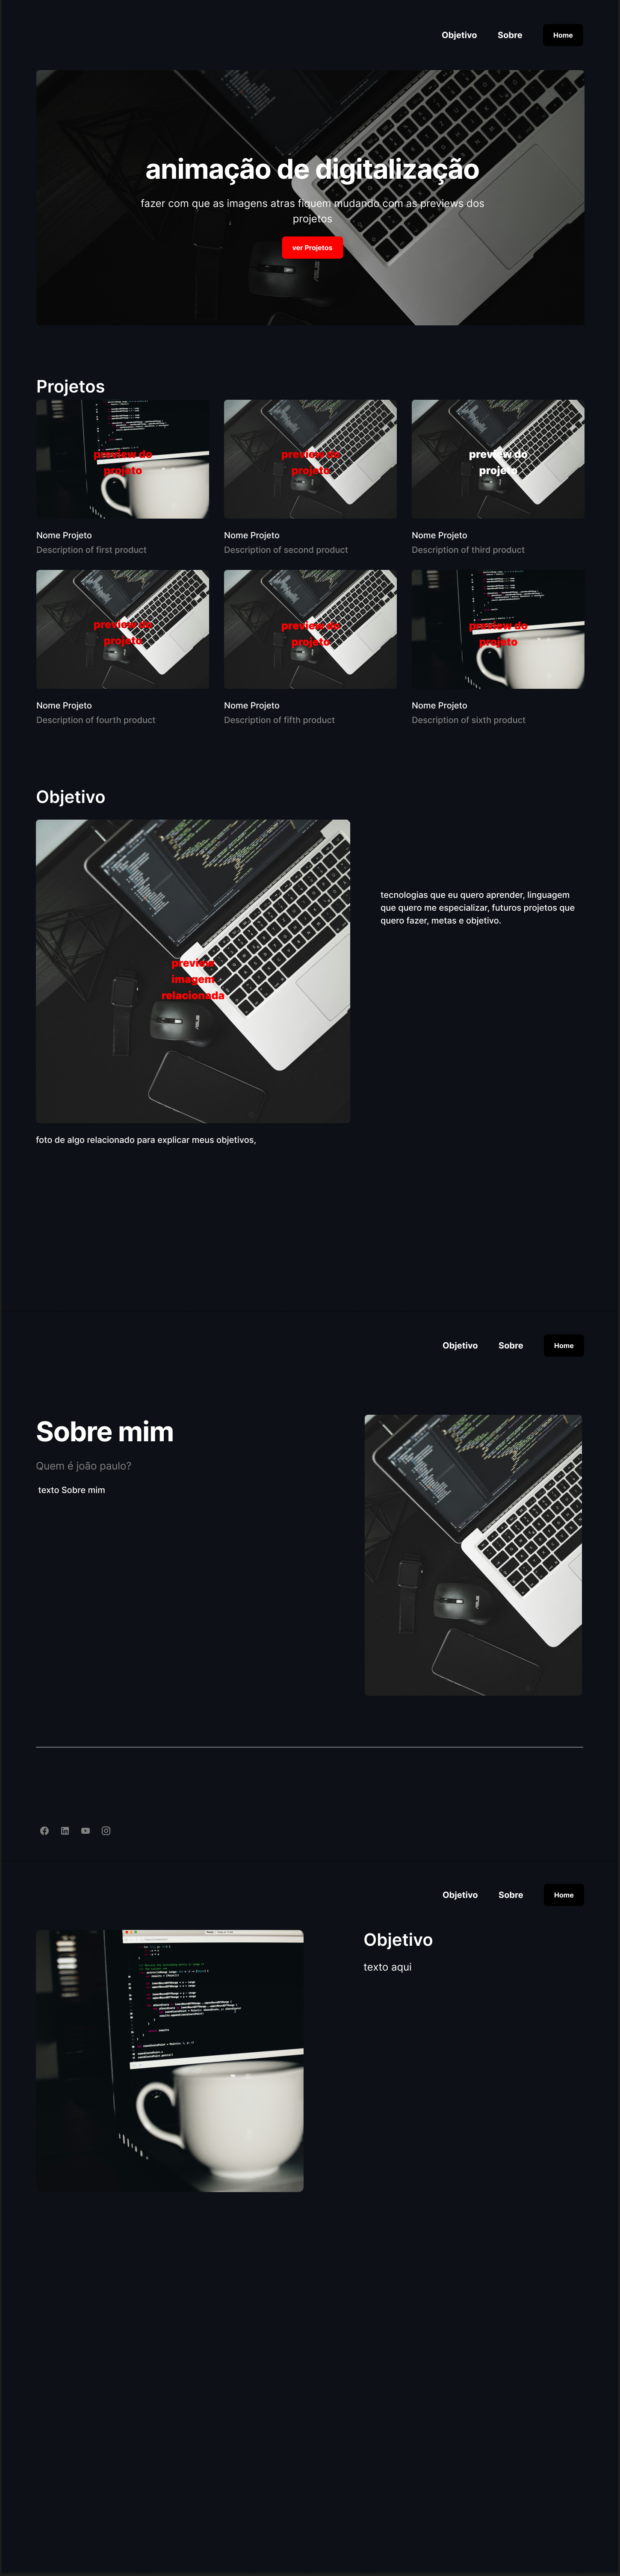 Objetivo Sobre Home
animação de digitalização
fazer com que as imagens atras fiquem mudando com as previews dos
projetos
ver Projetos
Projetos
preview do
projeto
preview do
projeto
preview do
projeto
Nome Projeto
Description of first product
Nome Projeto
Description of second product
Nome Projeto
Description of third product
preview do
projeto
preview do
projeto
preview do
projeto
Nome Projeto
Description of fourth product
Nome Projeto
Description of fifth product
Nome Projeto
Description of sixth product
Objetivo
preview
imagem
relacionada
tecnologias que eu quero aprender, linguagem
que quero me especializar, futuros projetos que
quero fazer, metas e objetivo.
foto de algo relacionado para explicar meus objetivos,
Objetivo Sobre Home
Sobre mim
Quem é joão paulo?
texto Sobre mim
Objetivo Sobre Home
Objetivo
texto aqui